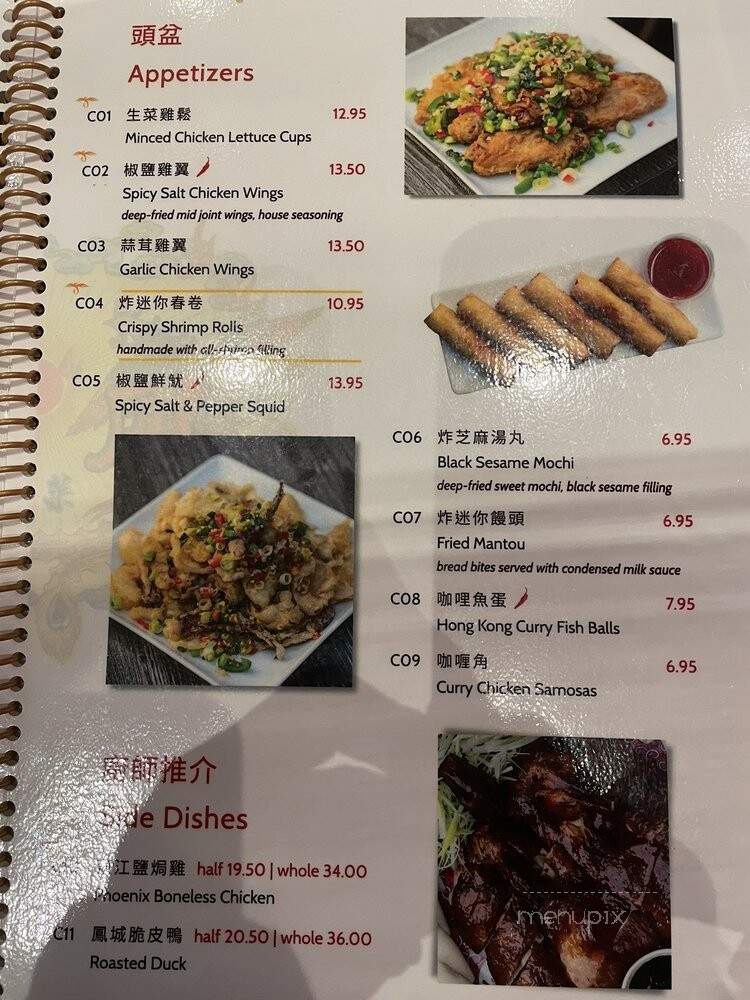 頭盆
Appetizers
C01 生菜雞鬆 12.95
Minced Chicken Lettuce Cups
C02 椒鹽雞翼 13.50
Spicy Salt Chicken Wings
deep-fried mid joint wings, house seasoning
C03 蒜茸雞翼 13.50
Garlic Chicken Wings
C04 炸迷你春卷 10.95
Crispy Shrimp Rolls
handmade with all-shrimp filling
C05 椒鹽鮮魷 13.95
Spicy Salt & Pepper Squid
C06 炸芝麻湯丸 6.95
Black Sesame Mochi
deep-fried sweet mochi, black sesame filling
C07 炸迷你饅頭 6.95
Fried Mantou
bread bites served with condensed milk sauce
C08 咖哩魚蛋 7.95
Hong Kong Curry Fish Balls
C09 咖喱角 6.95
Curry Chicken Samosas
廚師推介
Side Dishes
江鹽焗雞 half 19.50 | whole 34.00
Phoenix Boneless Chicken
C11 鳳城脆皮鴨 half 20.50 | whole 36.00
Roasted Duck
menupix